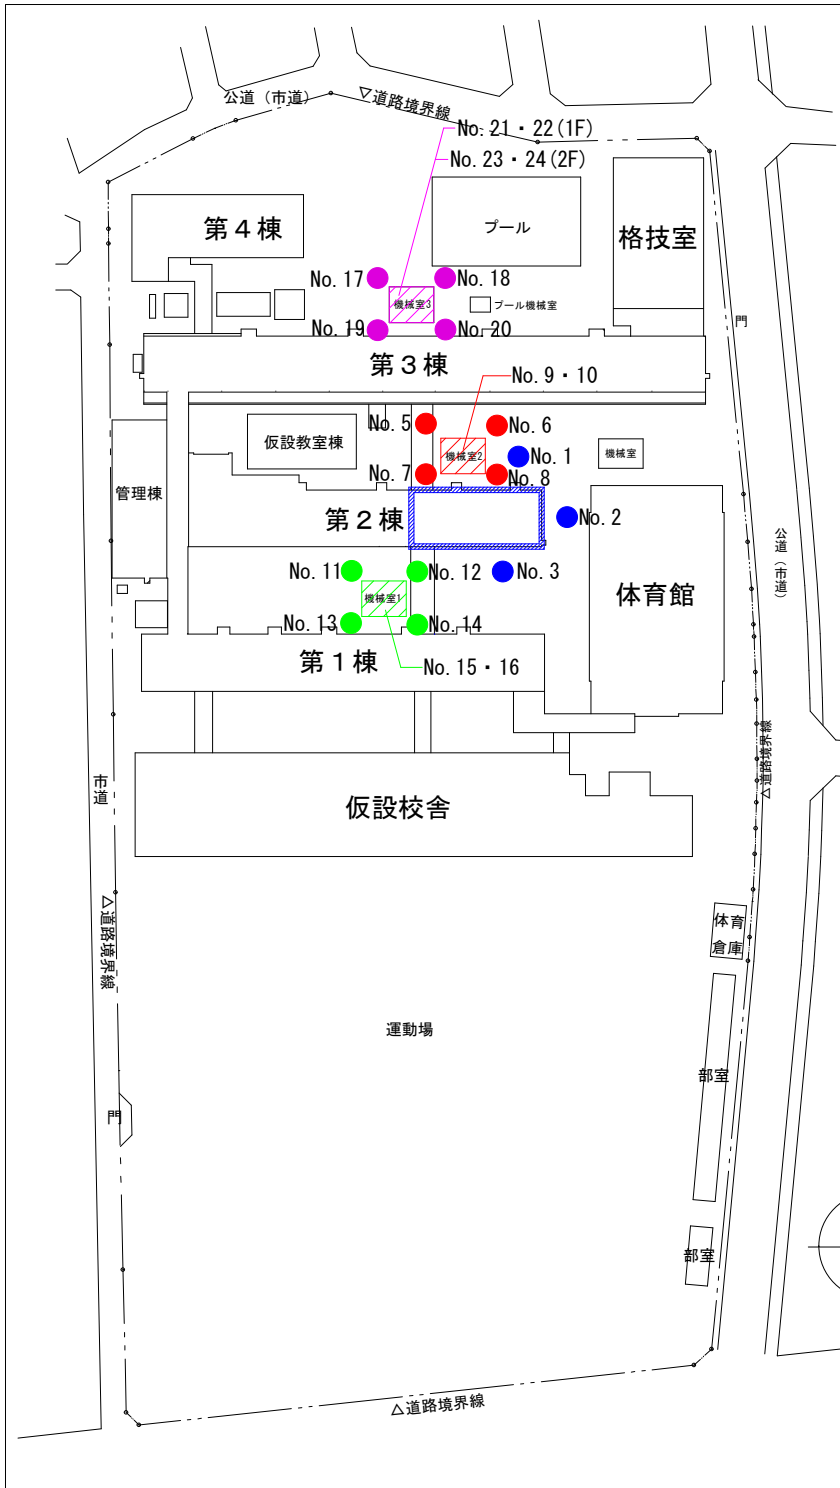 公道（市道）
▽道路境界線
No.21・22(1F)
No.23・24(2F)
第４棟
プール
格技室
No.17
No.18
機械室3
プール機械室
No.19
No.20
門
第３棟
No.9・10
No.5
No.6
仮設教室棟
機械室2
No.1
機械室
No.7
No.8
管理棟
第２棟
No.2
公道（市道）
No.11
No.12
No.3
体育館
機械室1
No.13
No.14
第１棟
No.15・16
△道路境界線
市道
仮設校舎
△道路境界線
体育
倉庫
運動場
部室
門
部室
△道路境界線